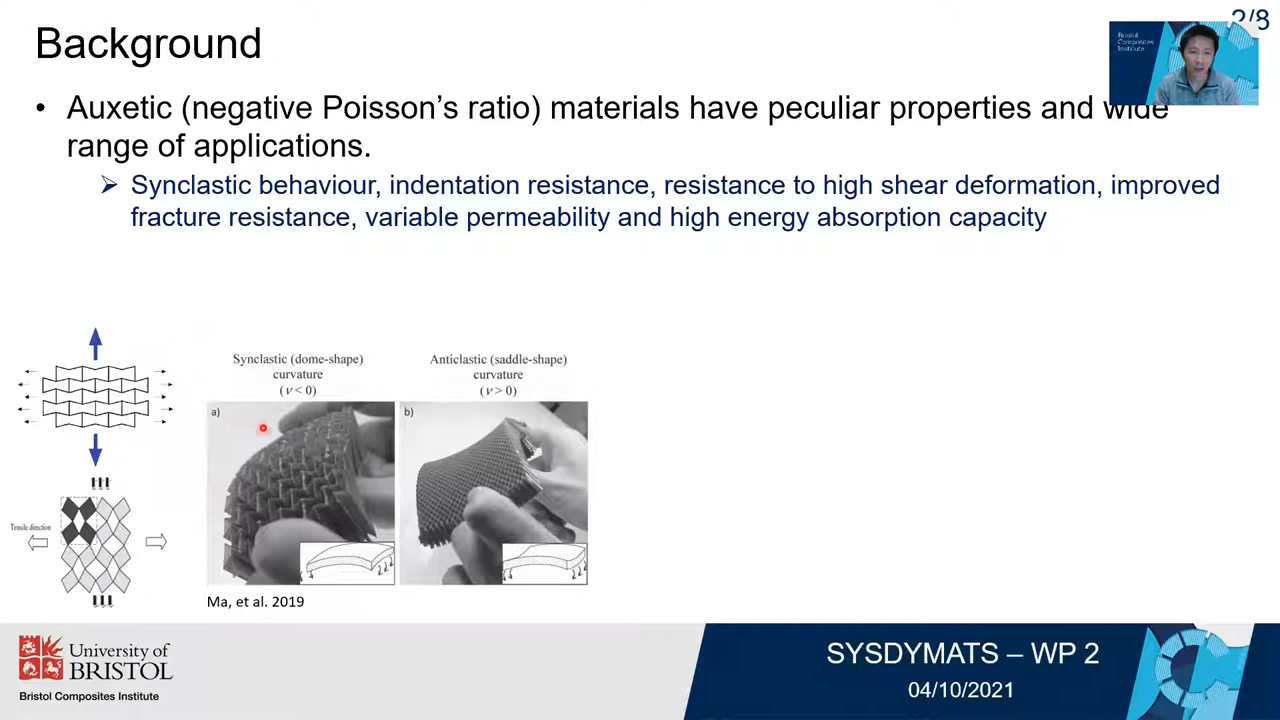 2/8
Background
Bristol
Composites
Institute
• Auxetic (negative Poisson’s ratio) materials have peculiar properties and wide
range of applications.
➢ Synclastic behaviour, indentation resistance, resistance to high shear deformation, improved
fracture resistance, variable permeability and high energy absorption capacity
Synclastic (dome-shape)
curvature
(ν < 0)
Anticlastic (saddle-shape)
curvature
(ν > 0)
a)
b)
Tensile direction
Ma, et al. 2019
University of
BRISTOL
Bristol Composites Institute
SYSDYMATS – WP 2
04/10/2021